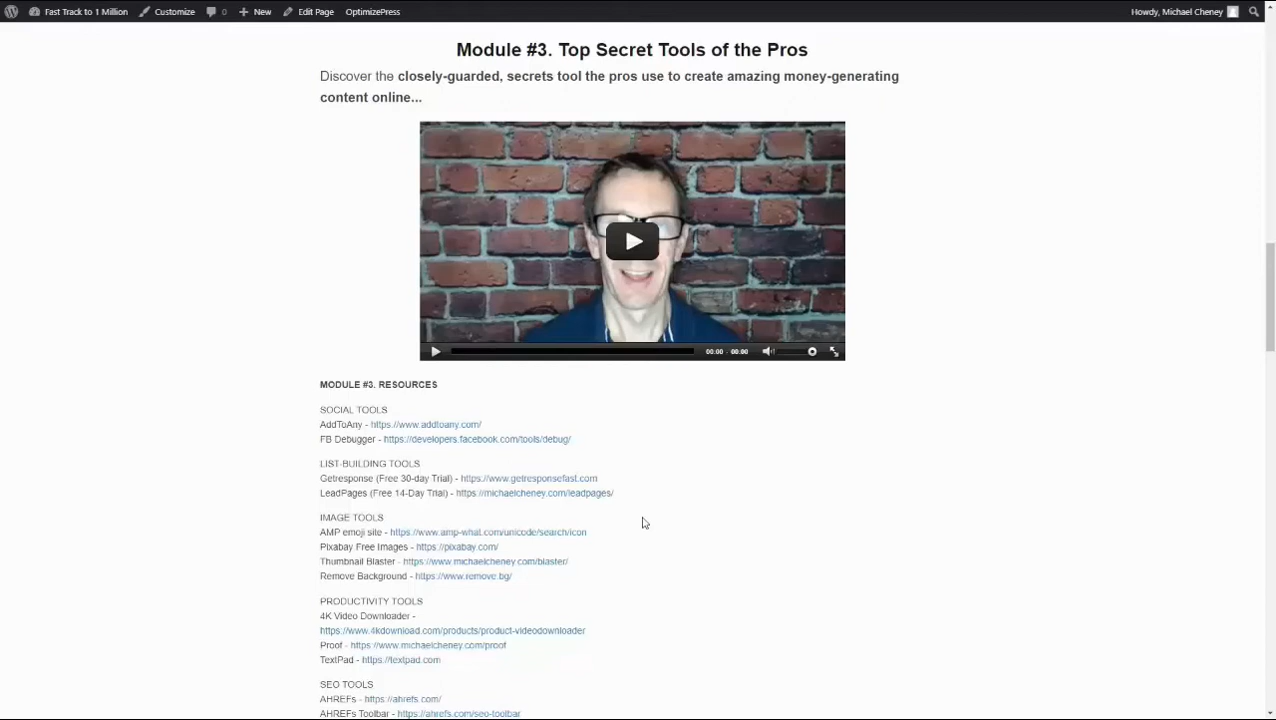 Fast Track to 1 Million Customize 0 New Edit Page OptimizePress Howdy, Michael Cheney
Module #3. Top Secret Tools of the Pros
Discover the closely-guarded, secrets tool the pros use to create amazing money-generating
content online...
00:00 - 00:00
MODULE #3. RESOURCES
SOCIAL TOOLS
AddToAny - https://www.addtoany.com/
FB Debugger - https://developers.facebook.com/tools/debug/
LIST-BUILDING TOOLS
Getresponse (Free 30-day Trial) - https://www.getresponsefast.com
LeadPages (Free 14-Day Trial) - https://michaelcheney.com/leadpages/
IMAGE TOOLS
AMP emoji site - https://www.amp-what.com/unicode/search/icon
Pixabay Free Images - https://pixabay.com/
Thumbnail Blaster - https://www.michaelcheney.com/blaster/
Remove Background - https://www.remove.bg/
PRODUCTIVITY TOOLS
4K Video Downloader -
https://www.4kdownload.com/products/product-videodownloader
Proof - https://www.michaelcheney.com/proof
TextPad - https://textpad.com
SEO TOOLS
AHREFs - https://ahrefs.com/
AHREFs Toolbar - https://ahrefs.com/seo-toolbar